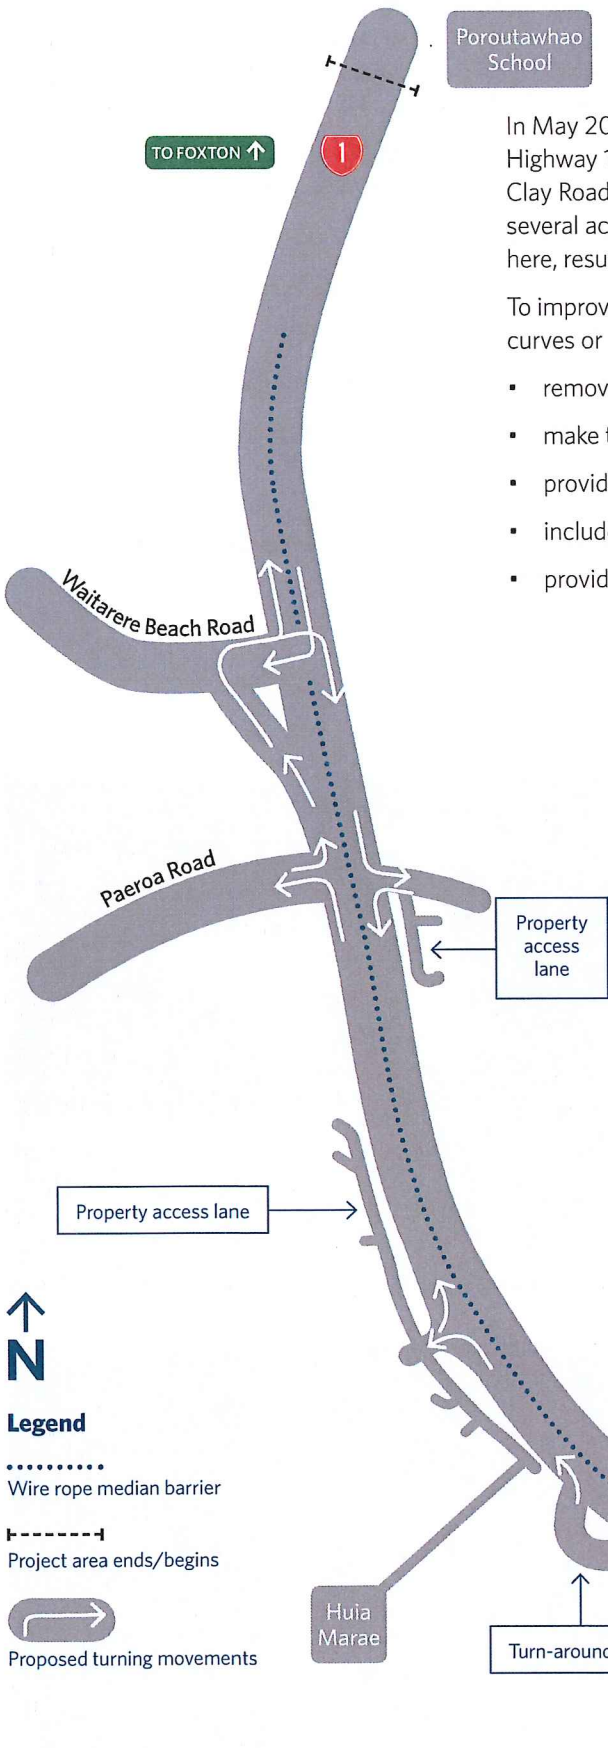 Poroutawhao
School
TO FOXTON ↑
1
In May 20
Highway 1
Clay Road
several ac
here, resu
To improv
curves or
▪ remov
▪ make t
▪ provid
▪ includ
▪ provid
Waitarere Beach Road
Paeroa Road
Property
access
lane
Property access lane
N
Legend
Wire rope median barrier
Project area ends/begins
Proposed turning movements
Huia
Marae
Turn-around